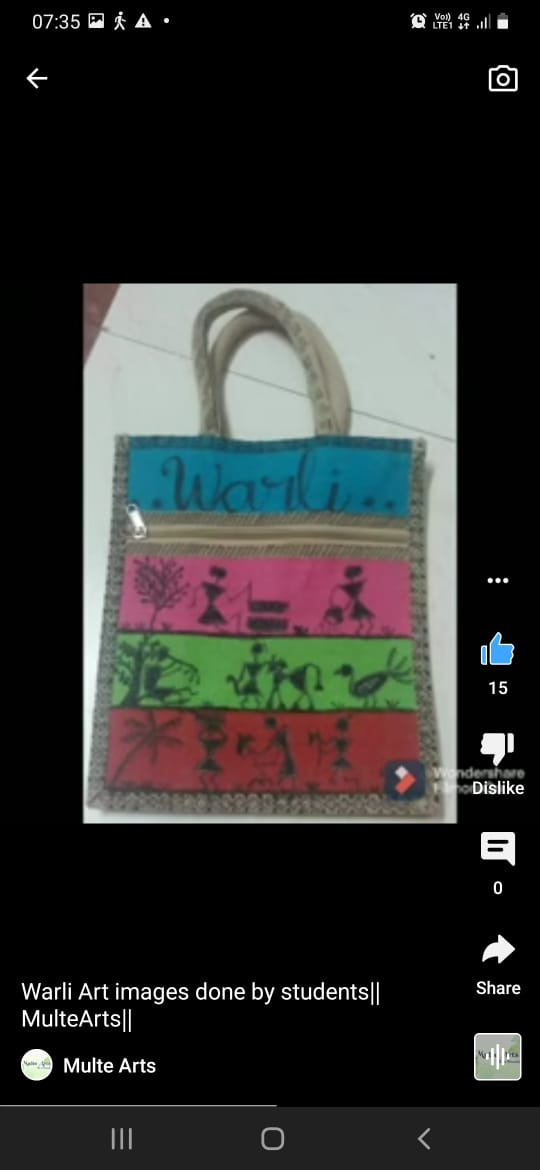 07:35
Vo)) 4G
LTE1
..Warli..
15
Wondershare
Dislike
0
Share
Warli Art images done by students||
MulteArts||
Multe Arts